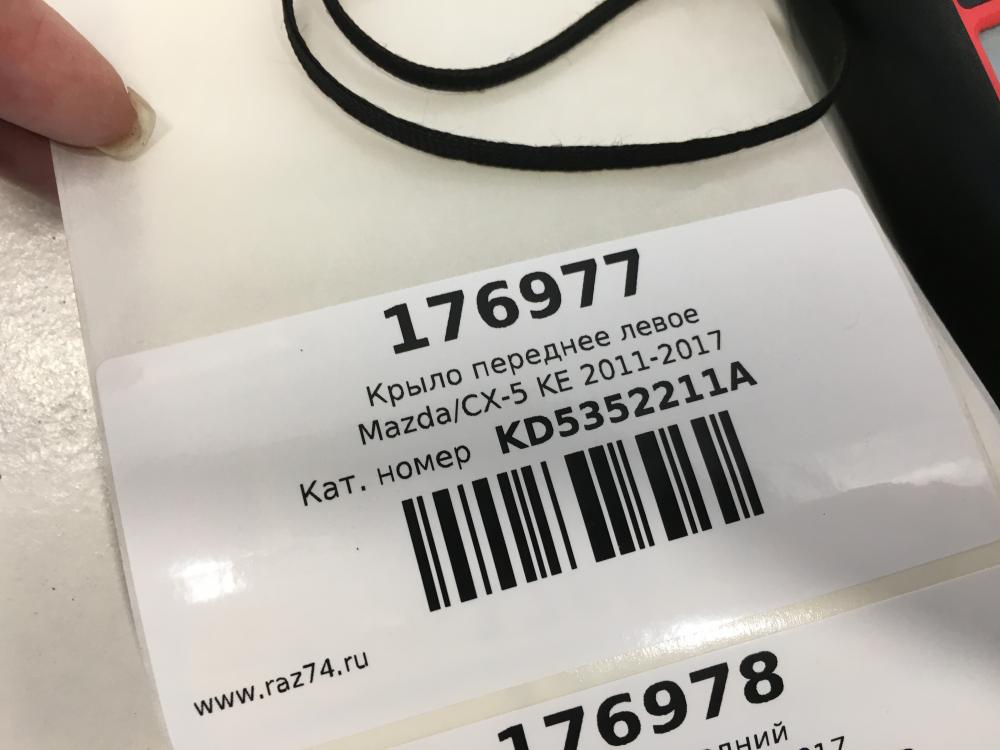 176977
Крыло переднее левое
Mazda/CX-5 KE 2011-2017
Кат. номер KD5352211A
www.raz74.ru
176978